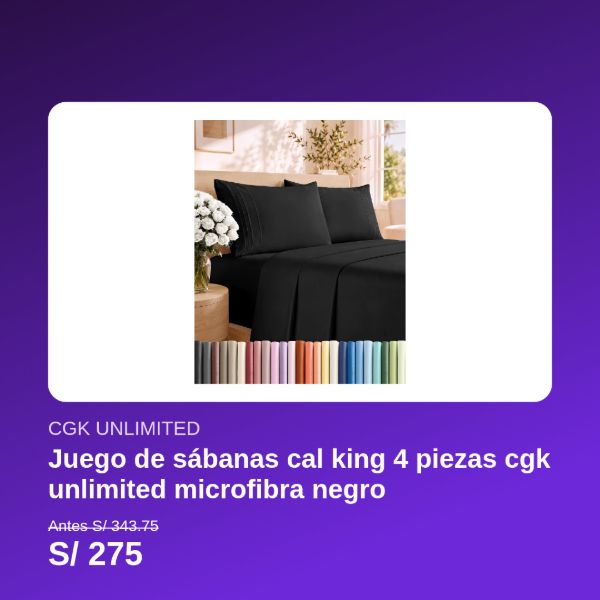 CGK UNLIMITED
Juego de sábanas cal king 4 piezas cgk
unlimited microfibra negro
Antes S/ 343.75
S/ 275